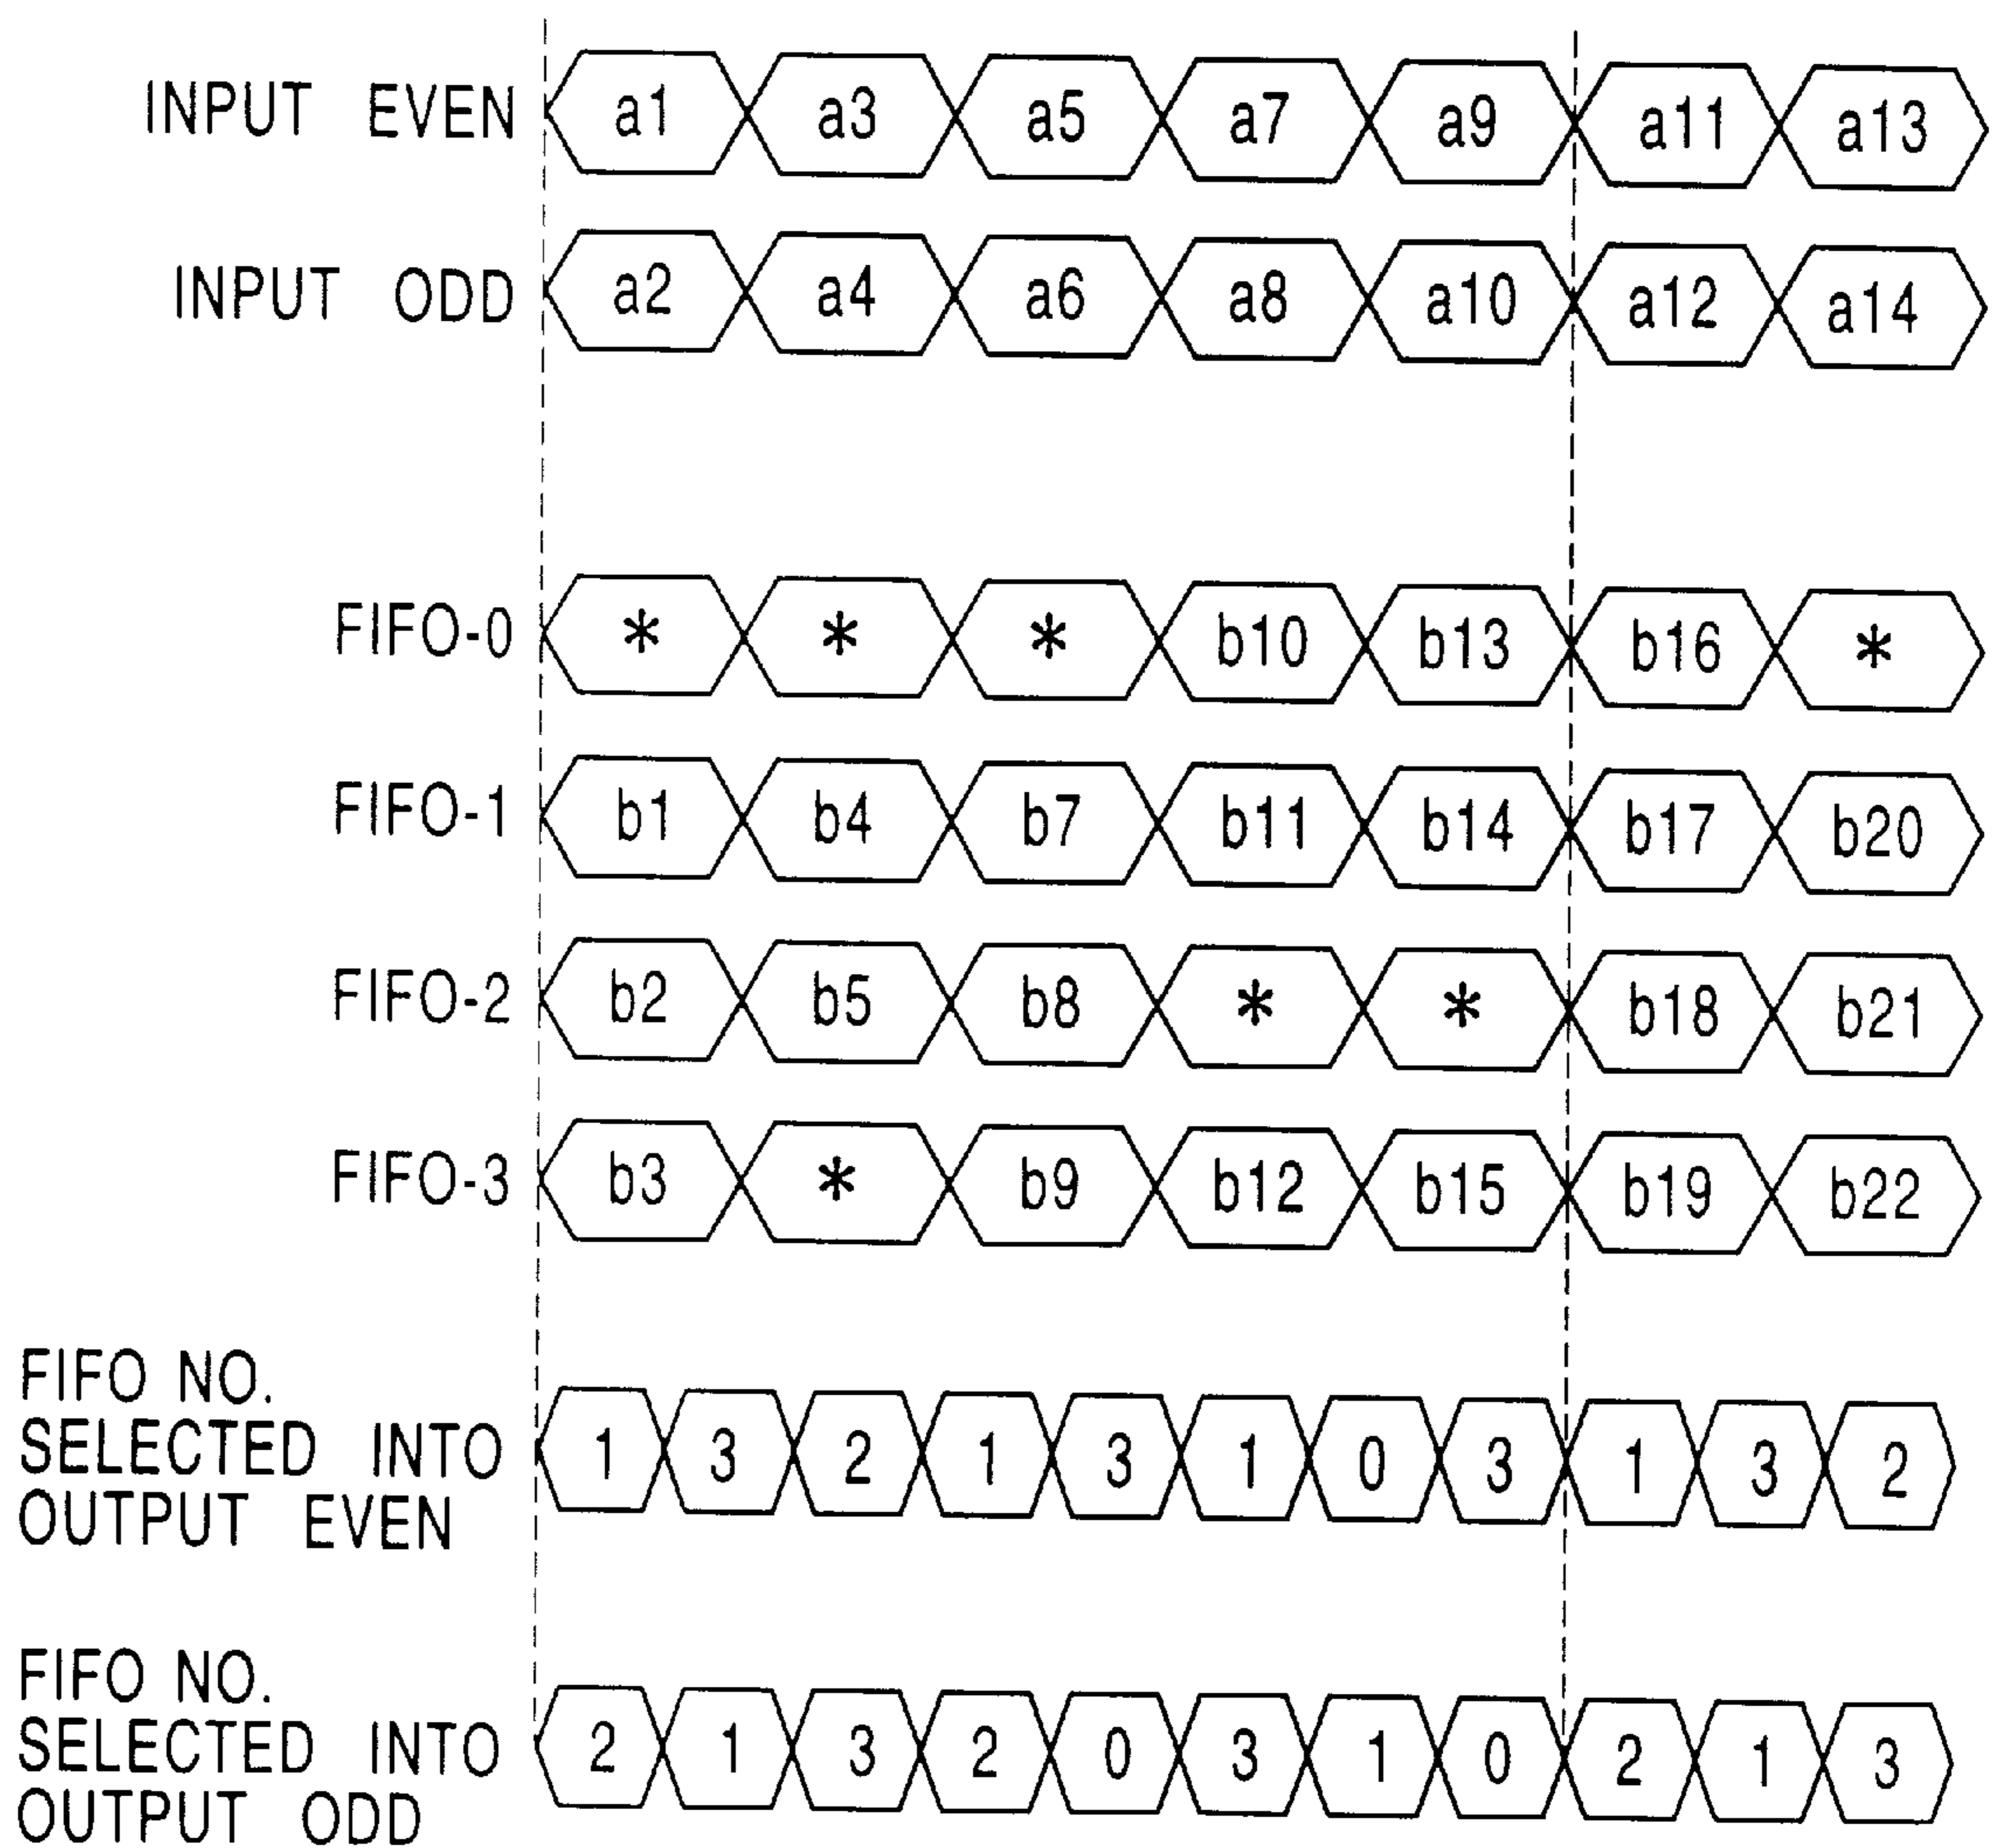 INPUT EVEN a1 a3 a5 a7 a9 a11 a13
INPUT ODD a2 a4 a6 a8 a10 a12 a14
FIFO-0 * * * b10 b13 b16 *
FIFO-1 b1 b4 b7 b11 b14 b17 b20
FIFO-2 b2 b5 b8 * * b18 b21
FIFO-3 b3 * b9 b12 b15 b19 b22
FIFO NO.
SELECTED INTO 1 3 2 1 3 1 0 3 1 3 2
OUTPUT EVEN
FIFO NO.
SELECTED INTO 2 1 3 2 0 3 1 0 2 1 3
OUTPUT ODD